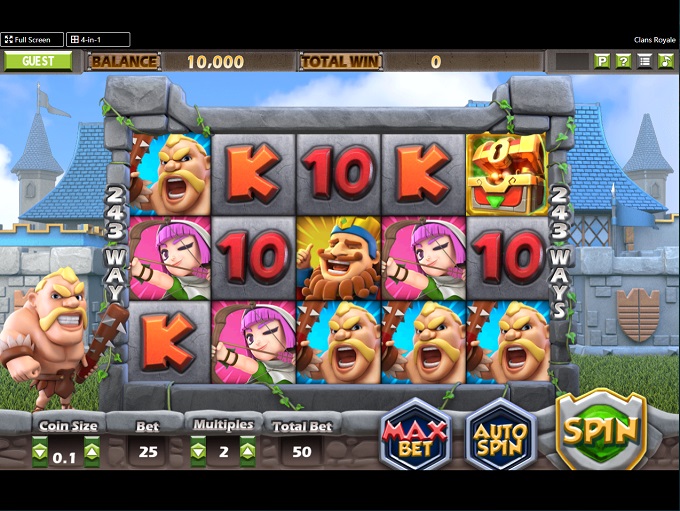 Full Screen 4-in-1 Clans Royale
GUEST BALANCE 10,000 TOTAL WIN 0 P ?
K 10 K
243 WAYS 243 WAYS
10 10
K
Coin Size Bet Multiples Total Bet
0.1 25 2 50
MAX BET
AUTO SPIN
SPIN